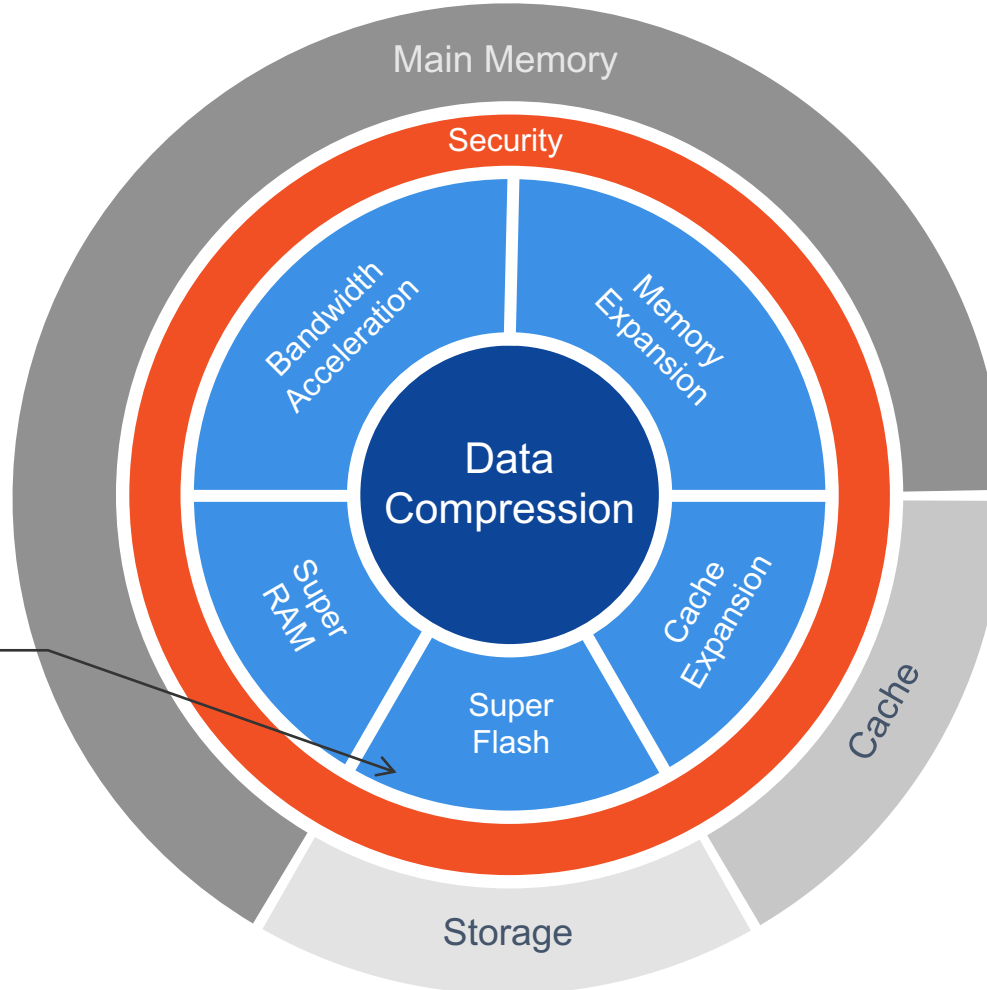 Main Memory
Security
Bandwidth
Acceleration
Memory
Expansion
Data
Compression
Super
RAM
Cache
Expansion
Super
Flash
Cache
Storage